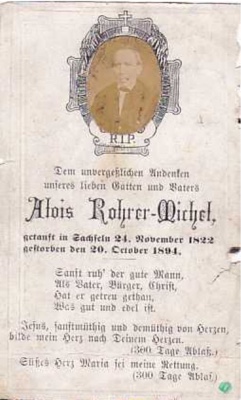 R.I.P.
Dem unvergeßlichen Andenken
unseres lieben Gatten und Vaters
Alois Rohrer-Michel,
getauft in Sachseln 24. November 1822
gestorben den 20. October 1894.
Sanft ruh' der gute Mann,
Als Vater, Bürger, Christ,
Hat er getreu gethan,
Was gut und edel ist.
Jesus, sanftmüthig und demüthig von Herzen,
bilde mein Herz nach Deinem Herzen.
(300 Tage Ablaß.)
Süßes Herz Maria sei meine Rettung.
(300 Tage Ablaß.)